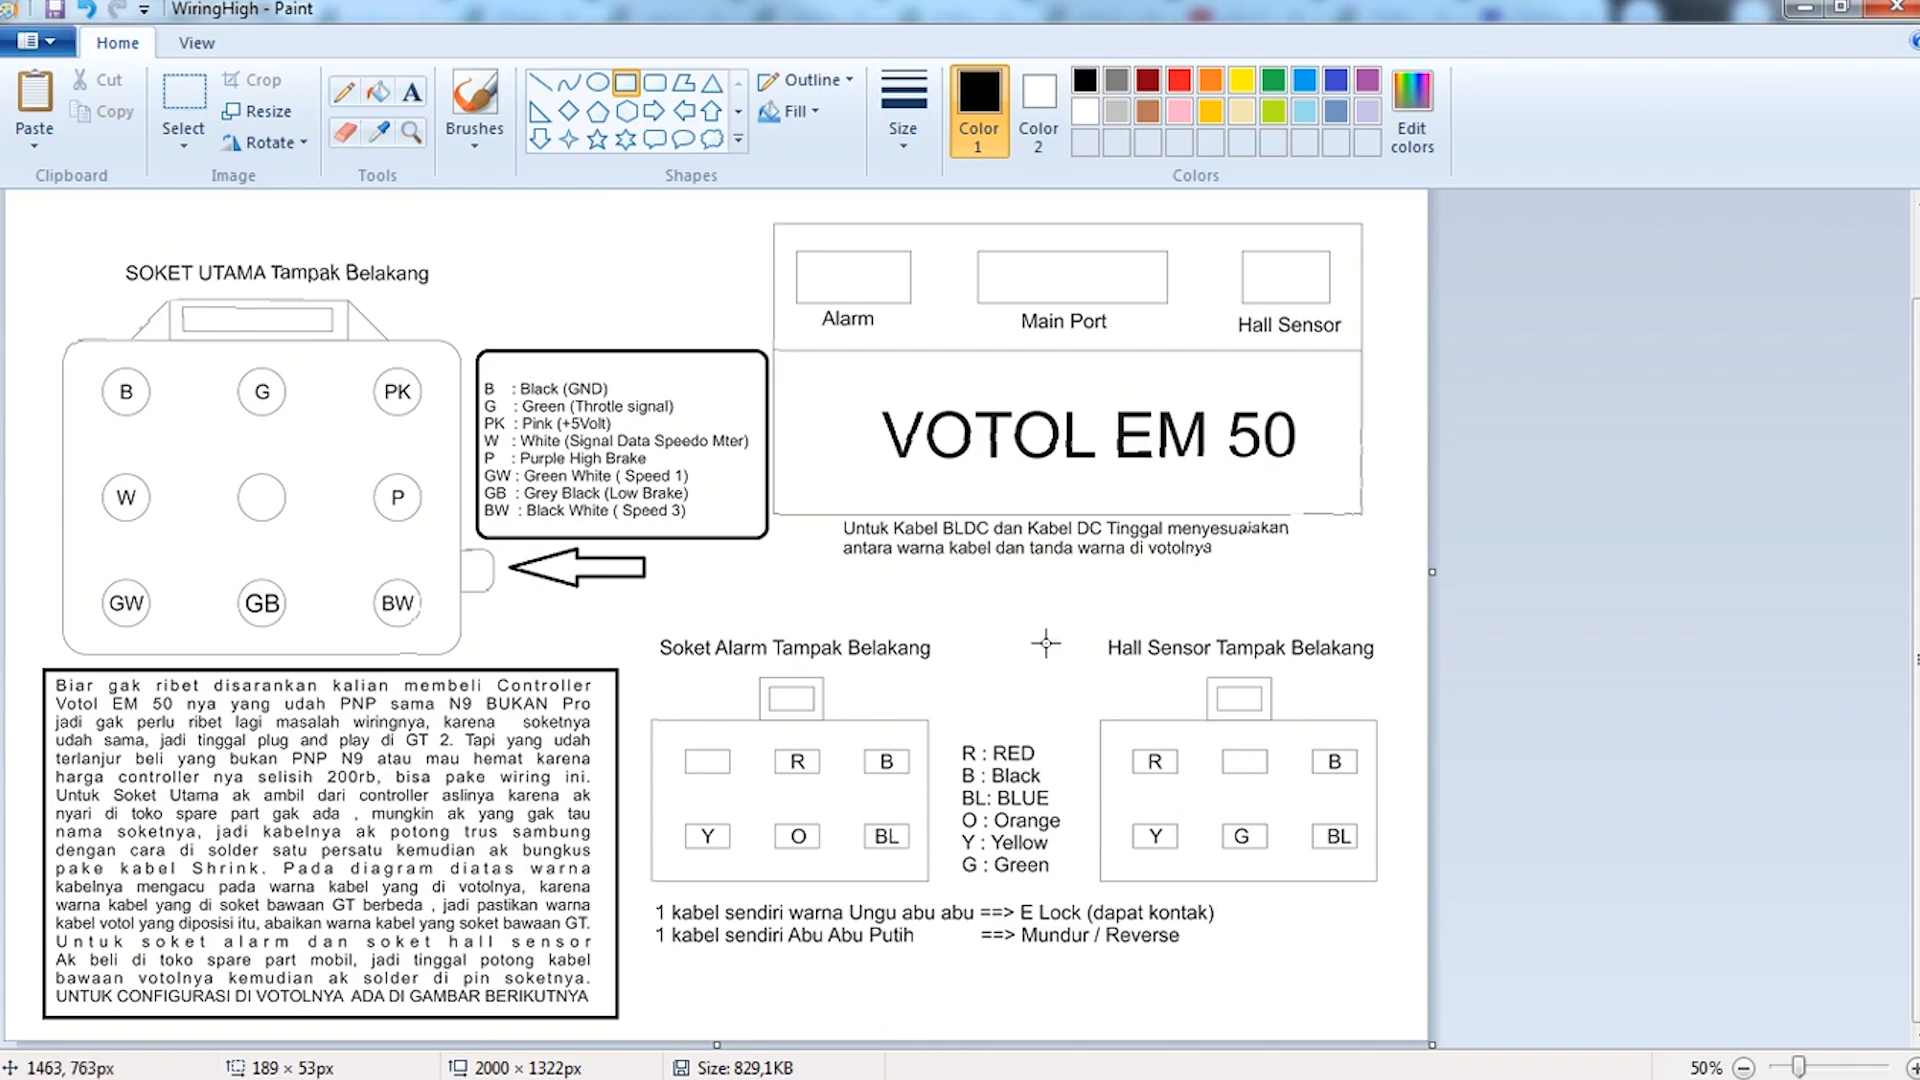 WiringHigh - Paint
Home View
Paste
Cut
Copy
Clipboard
Select
Crop
Resize
Rotate
Image
A
Tools
Brushes
Shapes
Outline
Fill
Size
Color 1
Color 2
Colors
Edit colors
SOKET UTAMA Tampak Belakang
B G PK
W P
GW GB BW
B : Black (GND)
G : Green (Throtle signal)
PK : Pink (+5Volt)
W : White (Signal Data Speedo Mter)
P : Purple High Brake
GW : Green White ( Speed 1)
GB : Grey Black (Low Brake)
BW : Black White ( Speed 3)
Alarm
Main Port
Hall Sensor
VOTOL EM 50
Untuk Kabel BLDC dan Kabel DC Tinggal menyesuaiakan
antara warna kabel dan tanda warna di votolnya
Biar gak ribet disarankan kalian membeli Controller
Votol EM 50 nya yang udah PNP sama N9 BUKAN Pro
jadi gak perlu ribet lagi masalah wiringnya, karena soketnya
udah sama, jadi tinggal plug and play di GT 2. Tapi yang udah
terlanjur beli yang bukan PNP N9 atau mau hemat karena
harga controller nya selisih 200rb, bisa pake wiring ini.
Untuk Soket Utama ak ambil dari controller aslinya karena ak
nyari di toko spare part gak ada , mungkin ak yang gak tau
nama soketnya, jadi kabelnya ak potong trus sambung
dengan cara di solder satu persatu kemudian ak bungkus
pake kabel Shrink. Pada diagram diatas warna
kabelnya mengacu pada warna kabel yang di votolnya, karena
warna kabel yang di soket bawaan GT berbeda , jadi pastikan warna
kabel votol yang diposisi itu, abaikan warna kabel yang soket bawaan GT.
Untuk soket alarm dan soket hall sensor
Ak beli di toko spare part mobil, jadi tinggal potong kabel
bawaan votolnya kemudian ak solder di pin soketnya.
UNTUK CONFIGURASI DI VOTOLNYA ADA DI GAMBAR BERIKUTNYA
Soket Alarm Tampak Belakang
R B
Y O BL
R : RED
B : Black
BL: BLUE
O : Orange
Y : Yellow
G : Green
Hall Sensor Tampak Belakang
R B
Y G BL
1 kabel sendiri warna Ungu abu abu ==> E Lock (dapat kontak)
1 kabel sendiri Abu Abu Putih ==> Mundur / Reverse
1463, 763px
189 × 53px
2000 × 1322px
Size: 829,1KB
50%